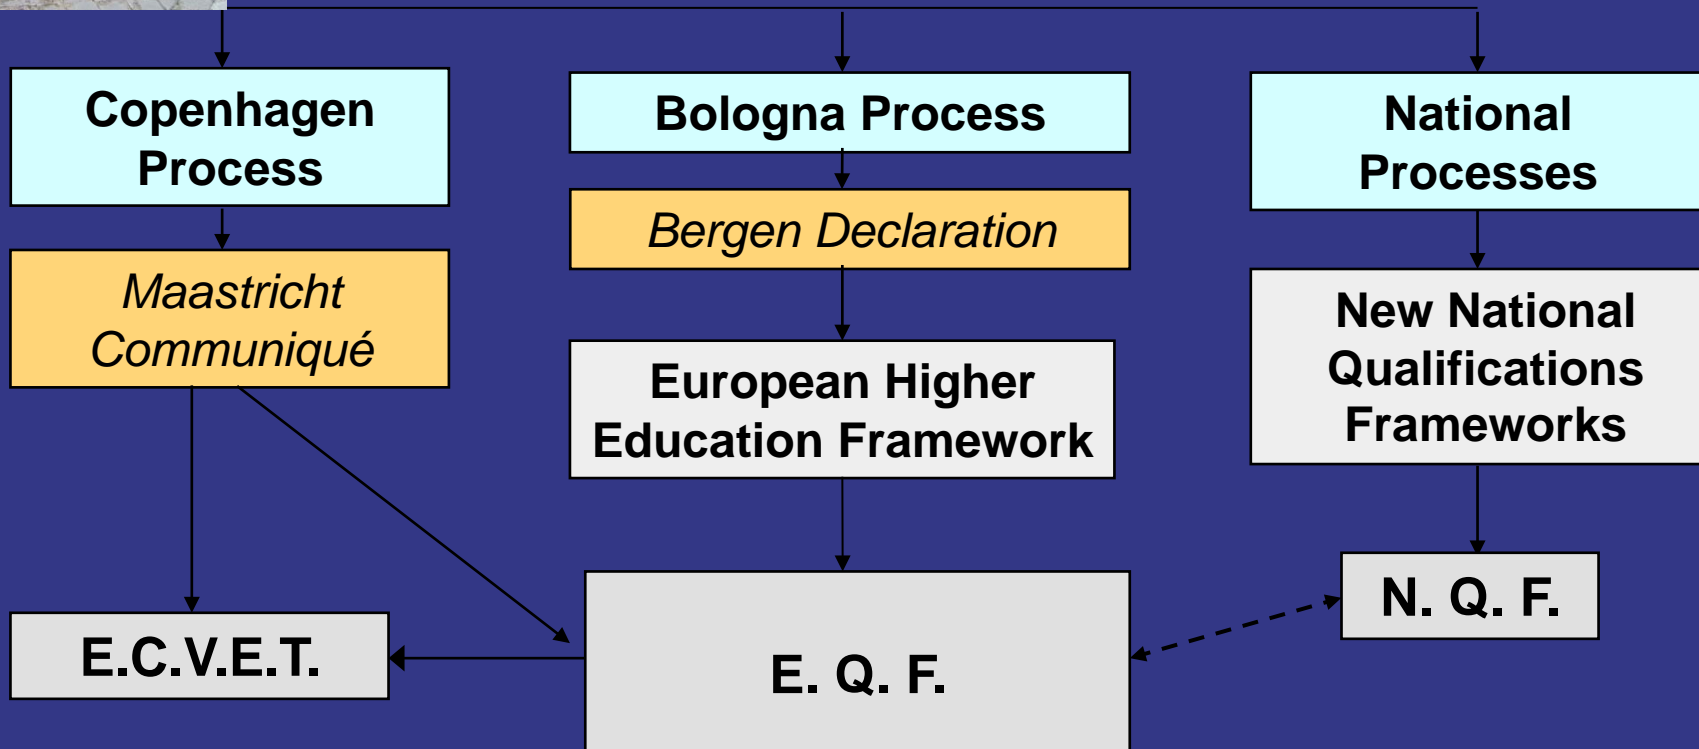 Copenhagen
Process
Bologna Process
National
Processes
Maastricht
Communiqué
Bergen Declaration
European Higher
Education Framework
New National
Qualifications
Frameworks
E.C.V.E.T.
E. Q. F.
N. Q. F.